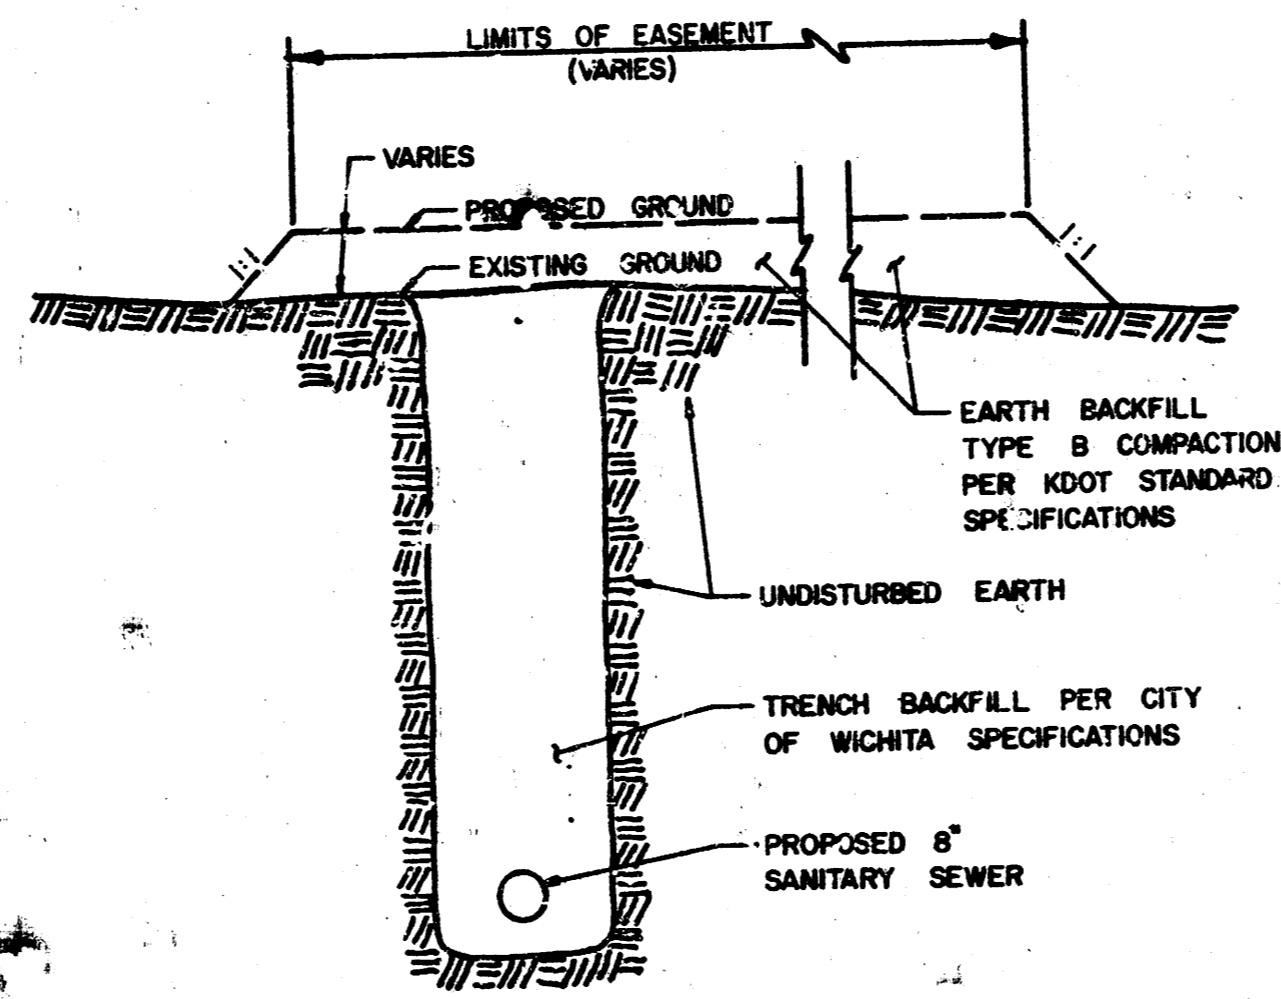 LIMITS OF EASEMENT
(VARIES)
VARIES
PROPOSED GROUND
1:1
1:1
EXISTING GROUND
EARTH BACKFILL
TYPE B COMPACTION
PER KDOT STANDARD
SPECIFICATIONS
UNDISTURBED EARTH
TRENCH BACKFILL PER CITY
OF WICHITA SPECIFICATIONS
PROPOSED 8"
SANITARY SEWER